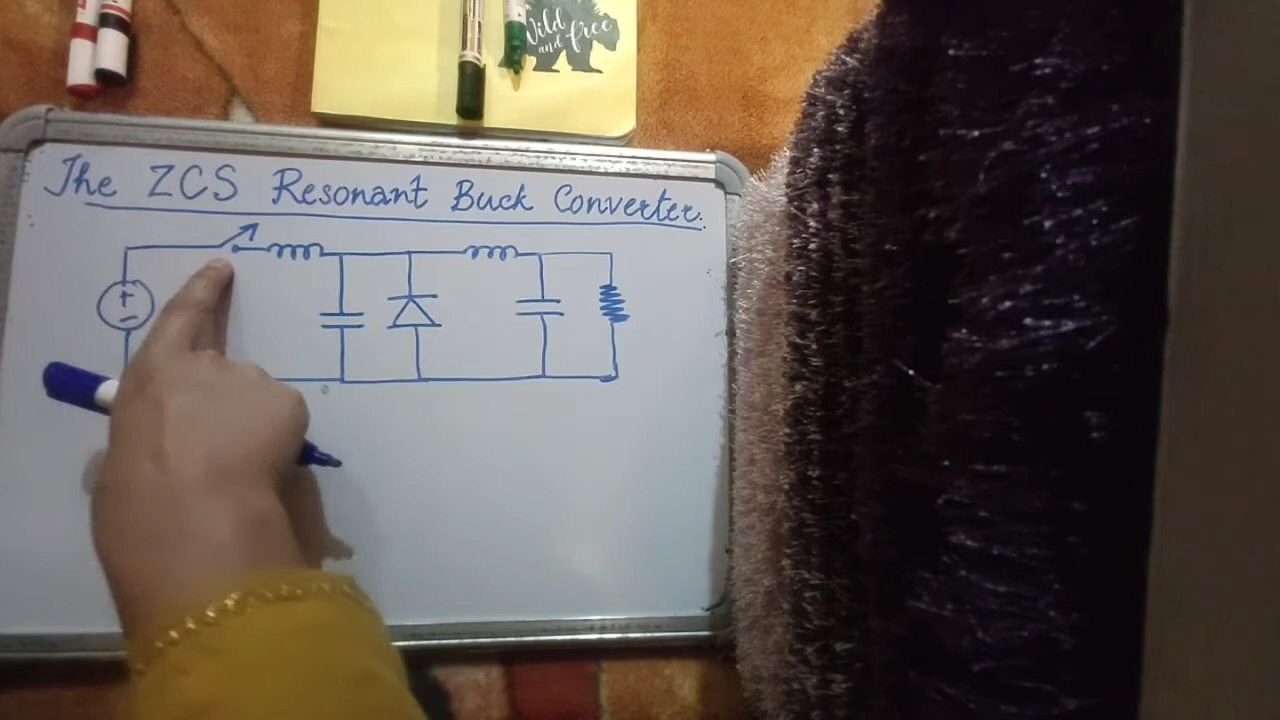 Wild
and free
The ZCS Resonant Buck Converter.
+
−